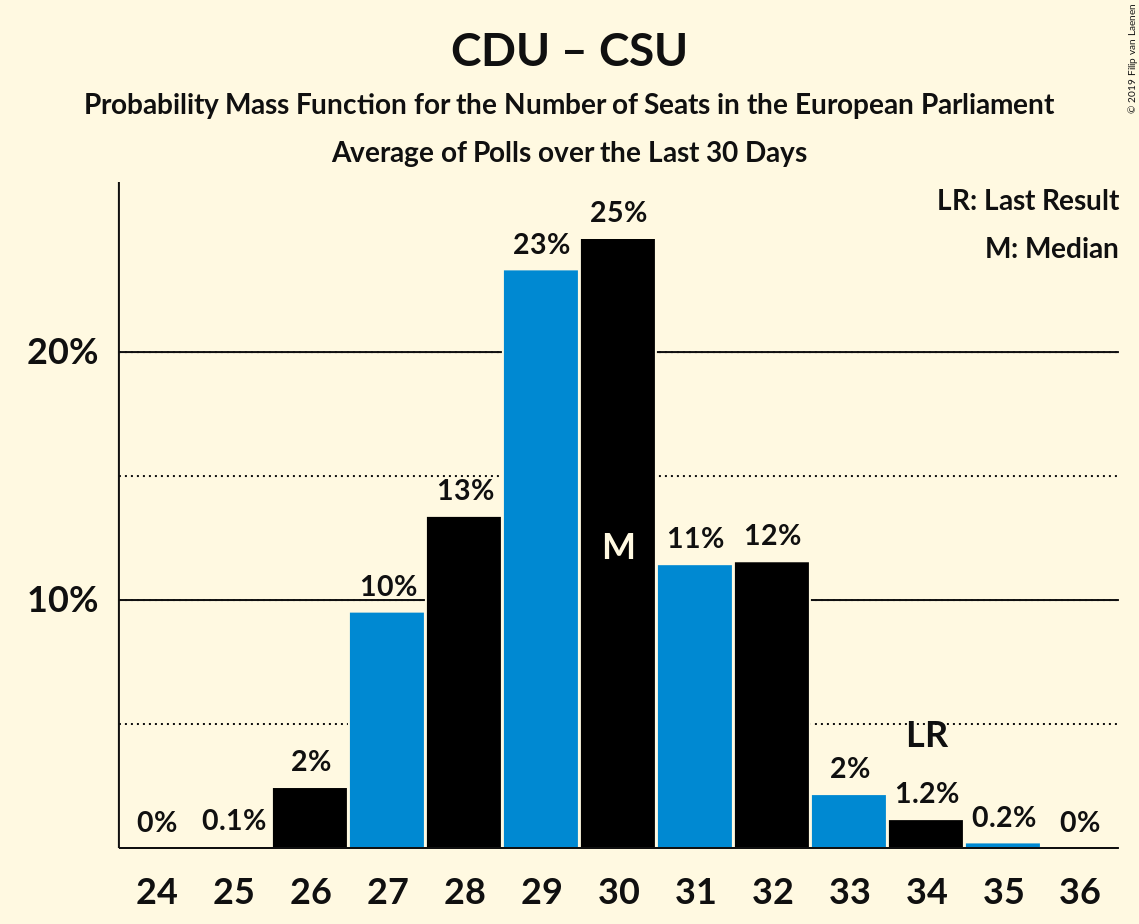 CDU – CSU
Probability Mass Function for the Number of Seats in the European Parliament
Average of Polls over the Last 30 Days
© 2019 Filip van Laenen
LR: Last Result
M: Median
25%
23%
20%
13%
M
11%
12%
10%
10%
LR
2%
2%
1.2%
0%
0.1%
0.2%
0%
24 25 26 27 28 29 30 31 32 33 34 35 36